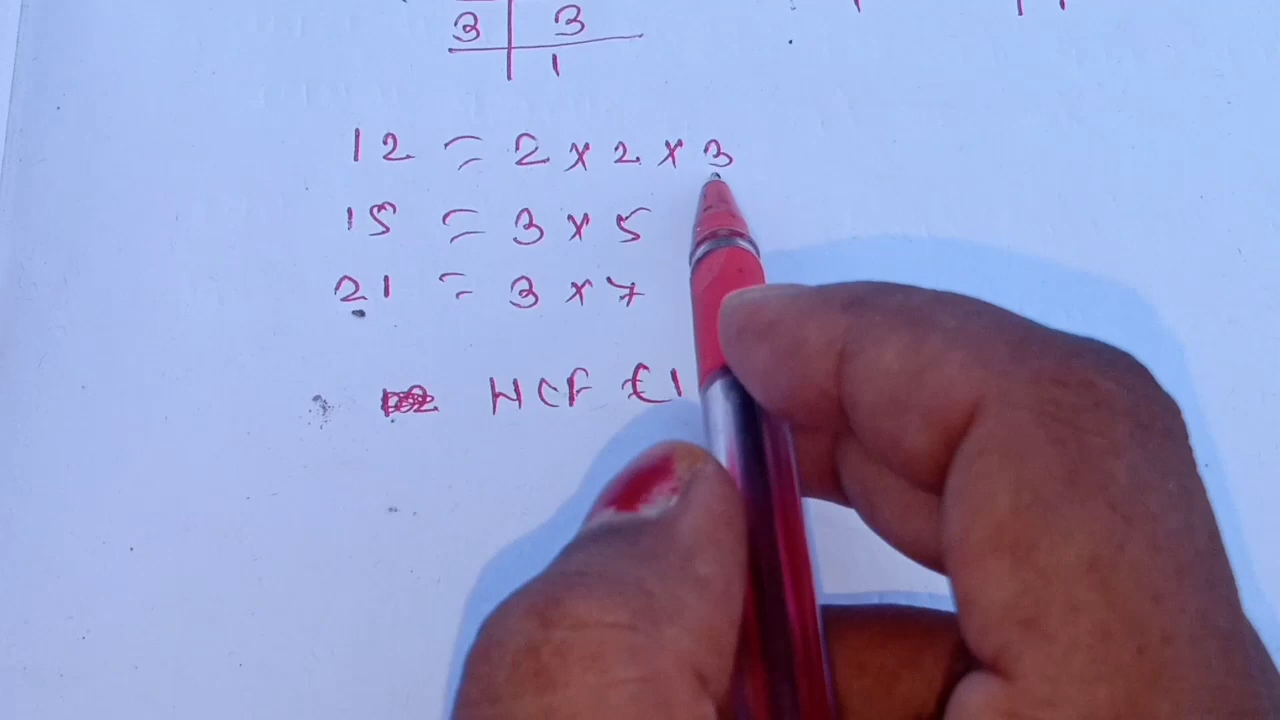 3 | 3
1
12 = 2 × 2 × 3
15 = 3 × 5
21 = 3 × 7
HCF